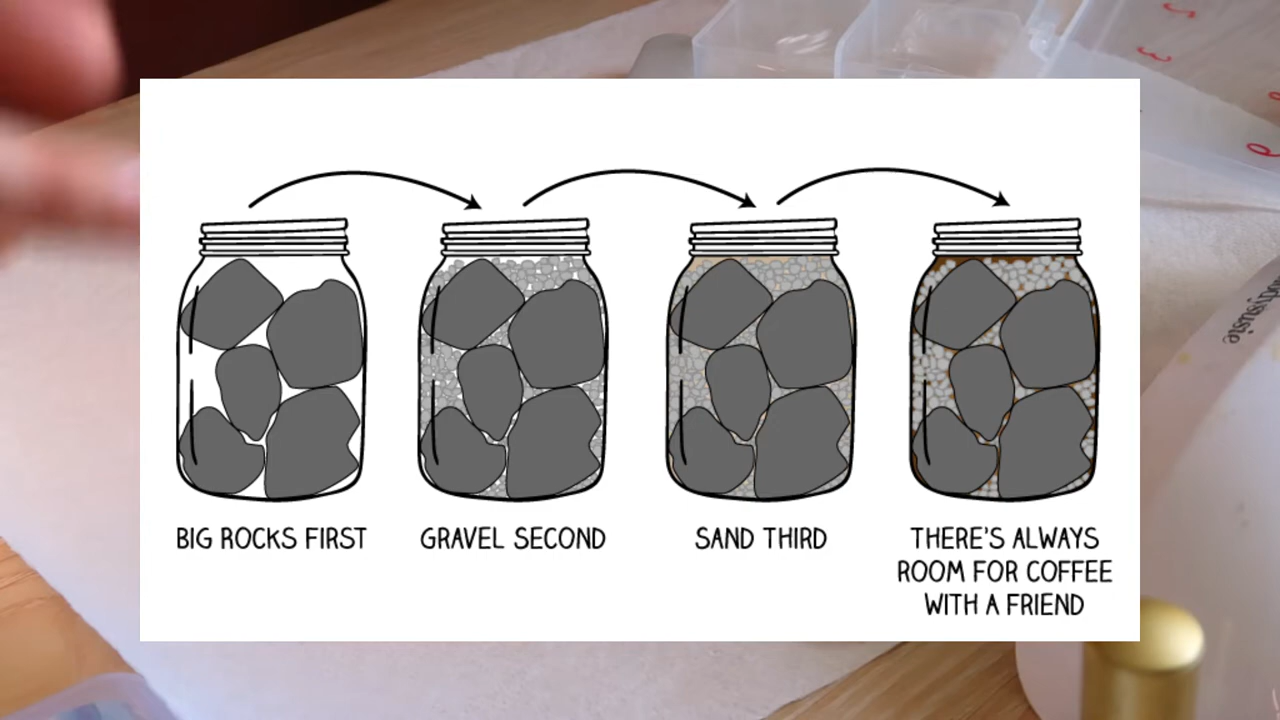 BIG ROCKS FIRST
GRAVEL SECOND
SAND THIRD
THERE'S ALWAYS
ROOM FOR COFFEE
WITH A FRIEND